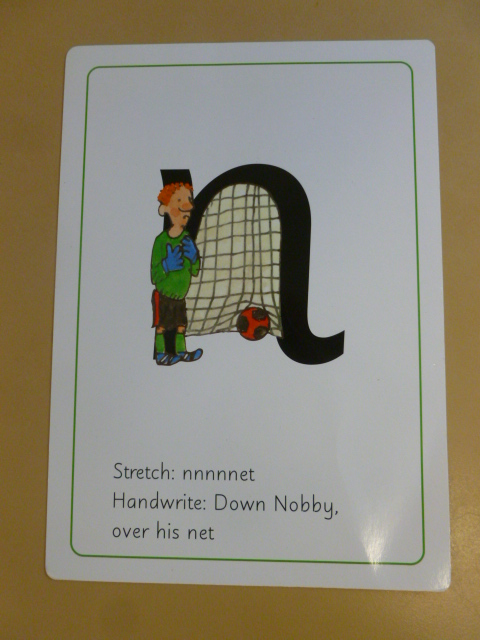 n
Stretch: nnnnnet
Handwrite: Down Nobby,
over his net